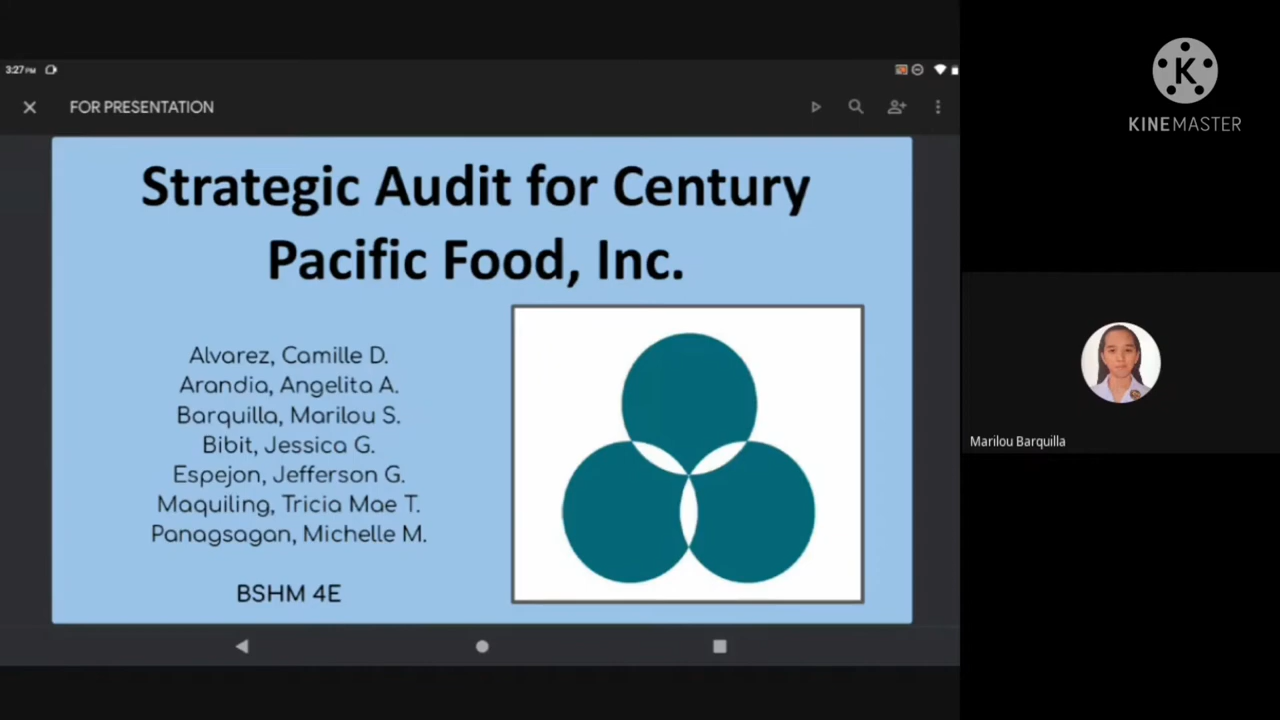 3:27 PM
FOR PRESENTATION
Strategic Audit for Century
Pacific Food, Inc.
Alvarez, Camille D.
Arandia, Angelita A.
Barquilla, Marilou S.
Bibit, Jessica G.
Espejon, Jefferson G.
Maquiling, Tricia Mae T.
Panagsagan, Michelle M.
BSHM 4E
K
KINEMASTER
Marilou Barquilla